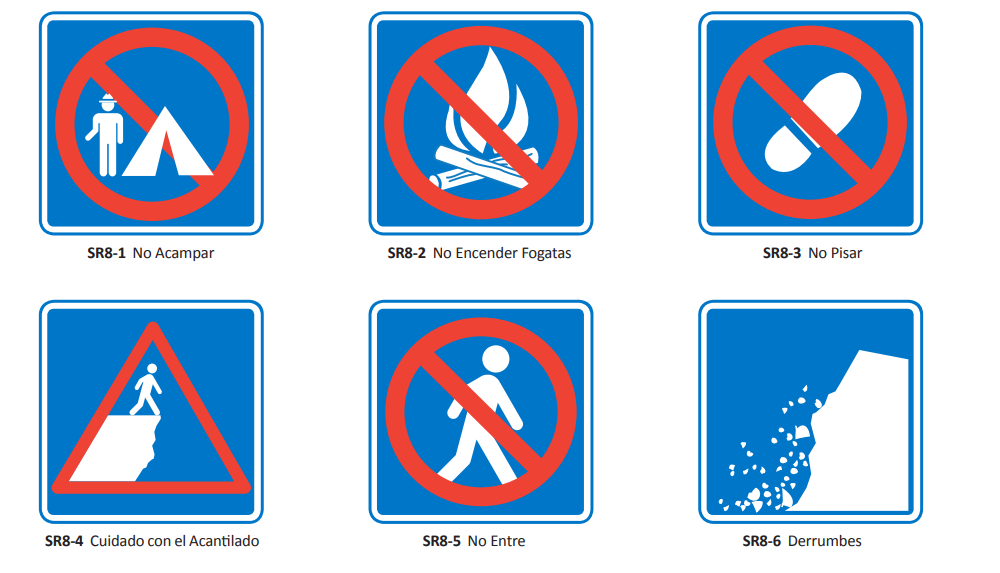 SR8-1 No Acampar
SR8-2 No Encender Fogatas
SR8-3 No Pisar
SR8-4 Cuidado con el Acantilado
SR8-5 No Entre
SR8-6 Derrumbes